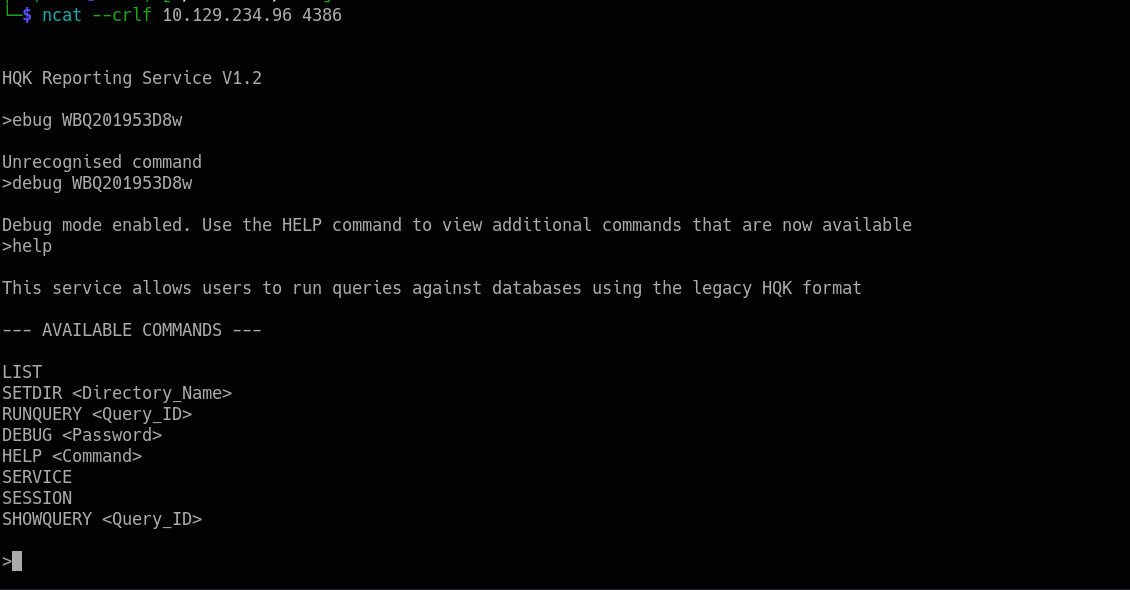 └─$ ncat --crlf 10.129.234.96 4386
HQK Reporting Service V1.2
>ebug WBQ201953D8w
Unrecognised command
>debug WBQ201953D8w
Debug mode enabled. Use the HELP command to view additional commands that are now available
>help
This service allows users to run queries against databases using the legacy HQK format
--- AVAILABLE COMMANDS ---
LIST
SETDIR <Directory_Name>
RUNQUERY <Query_ID>
DEBUG <Password>
HELP <Command>
SERVICE
SESSION
SHOWQUERY <Query_ID>
>